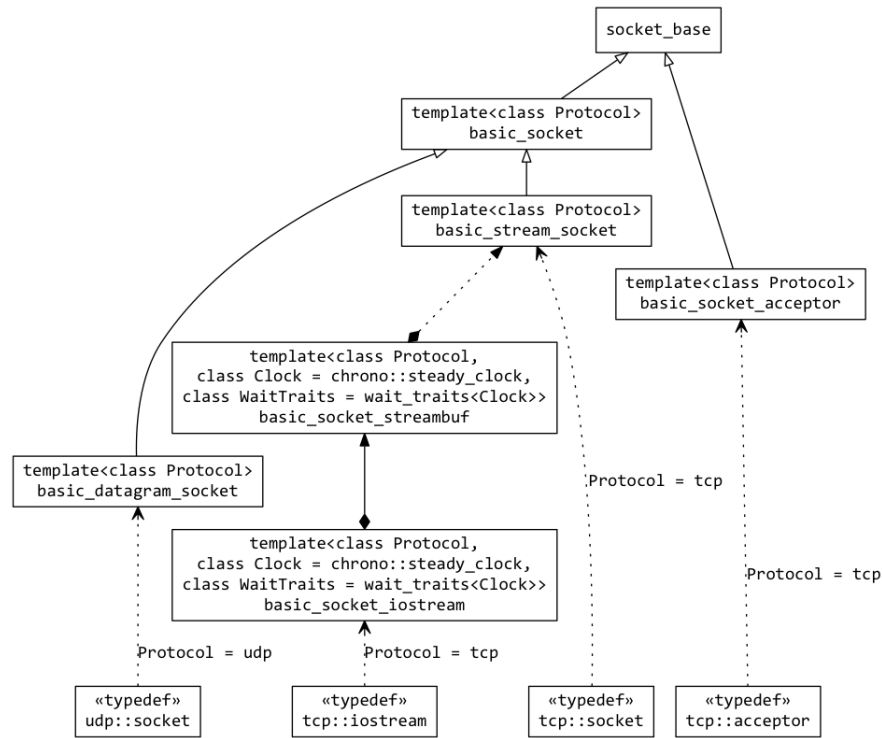 socket_base
template<class Protocol>
basic_socket
template<class Protocol>
basic_stream_socket
template<class Protocol>
basic_socket_acceptor
template<class Protocol,
class Clock = chrono::steady_clock,
class WaitTraits = wait_traits<Clock>>
basic_socket_streambuf
template<class Protocol>
basic_datagram_socket
Protocol = tcp
template<class Protocol,
class Clock = chrono::steady_clock,
class WaitTraits = wait_traits<Clock>>
basic_socket_iostream
Protocol = tcp
Protocol = udp
Protocol = tcp
«typedef»
udp::socket
«typedef»
tcp::iostream
«typedef»
tcp::socket
«typedef»
tcp::acceptor